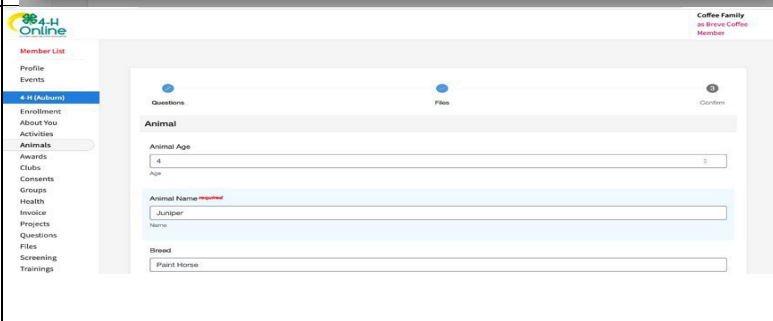 4-H
Online
Coffee Family
as Breve Coffee
Member
Member List
Profile
Events
4-H (Auburn)
Enrollment
About You
Activities
Animals
Awards
Clubs
Consents
Groups
Health
Invoice
Projects
Questions
Files
Screening
Trainings
Questions
Files
3
Confirm
Animal
Animal Age
4
Age
Animal Name required
Juniper
Name
Breed
Paint Horse